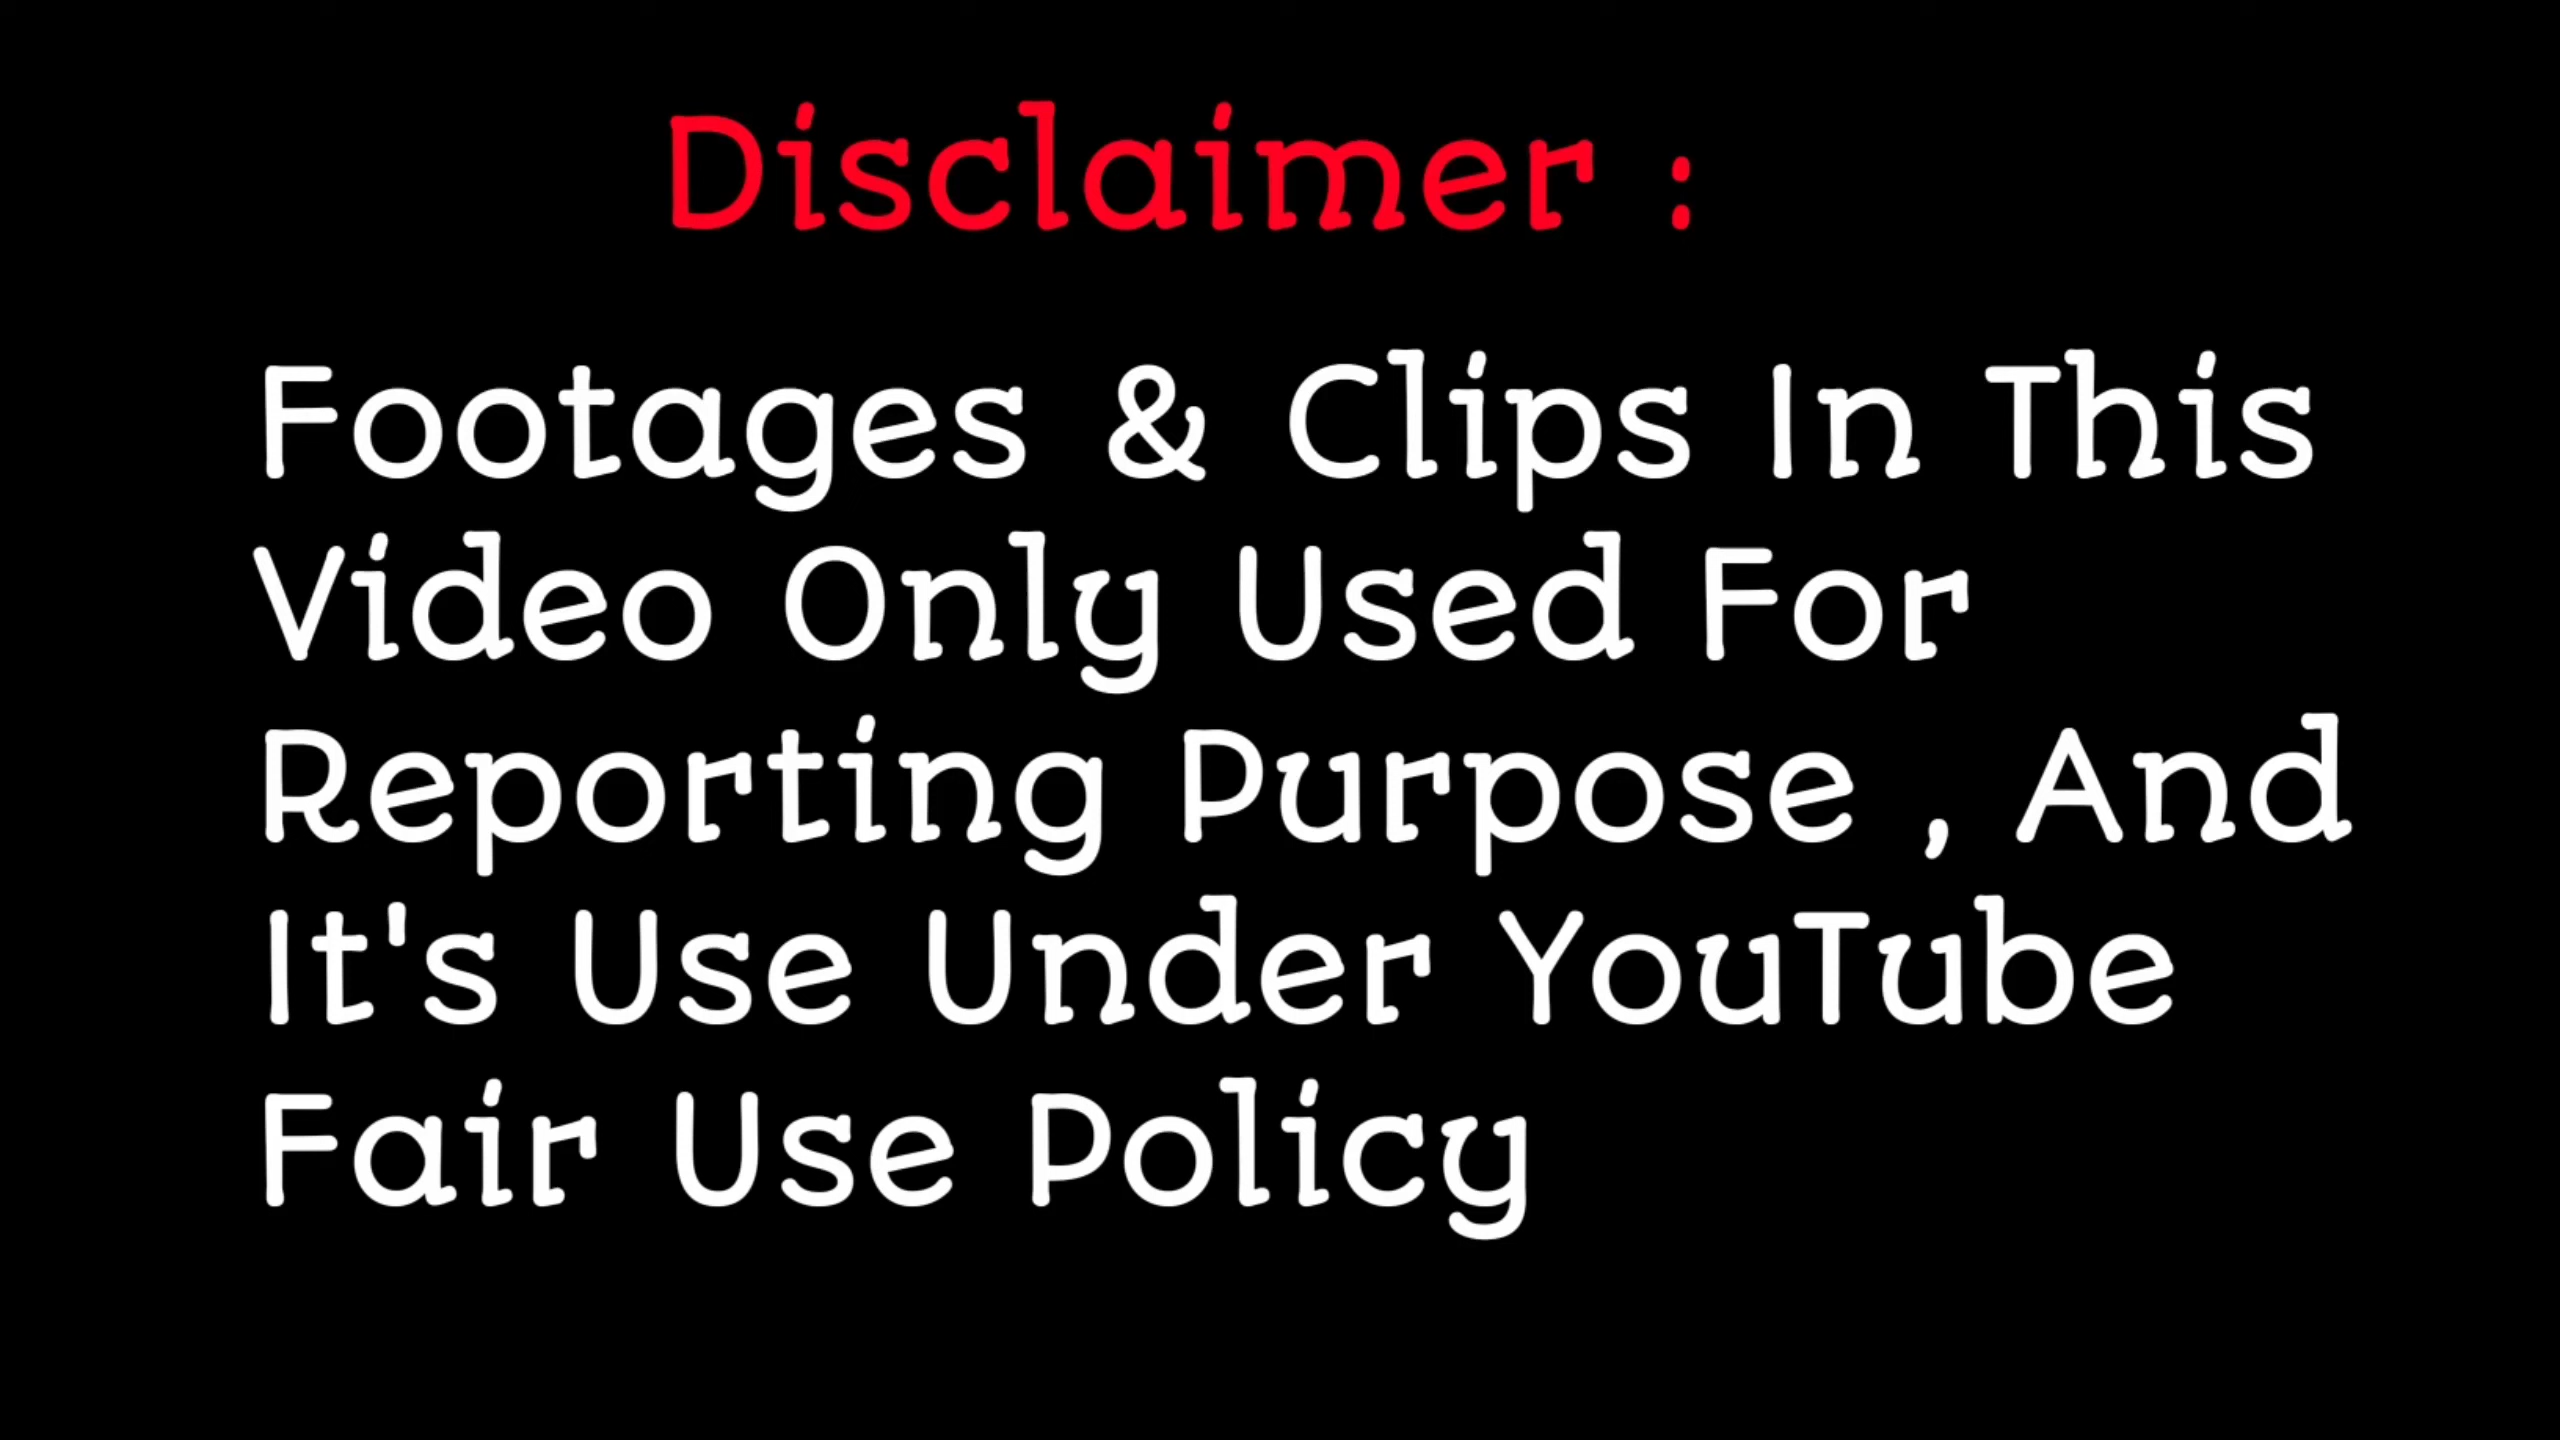 Disclaimer :
Footages & Clips In This
Video Only Used For
Reporting Purpose , And
It's Use Under YouTube
Fair Use Policy